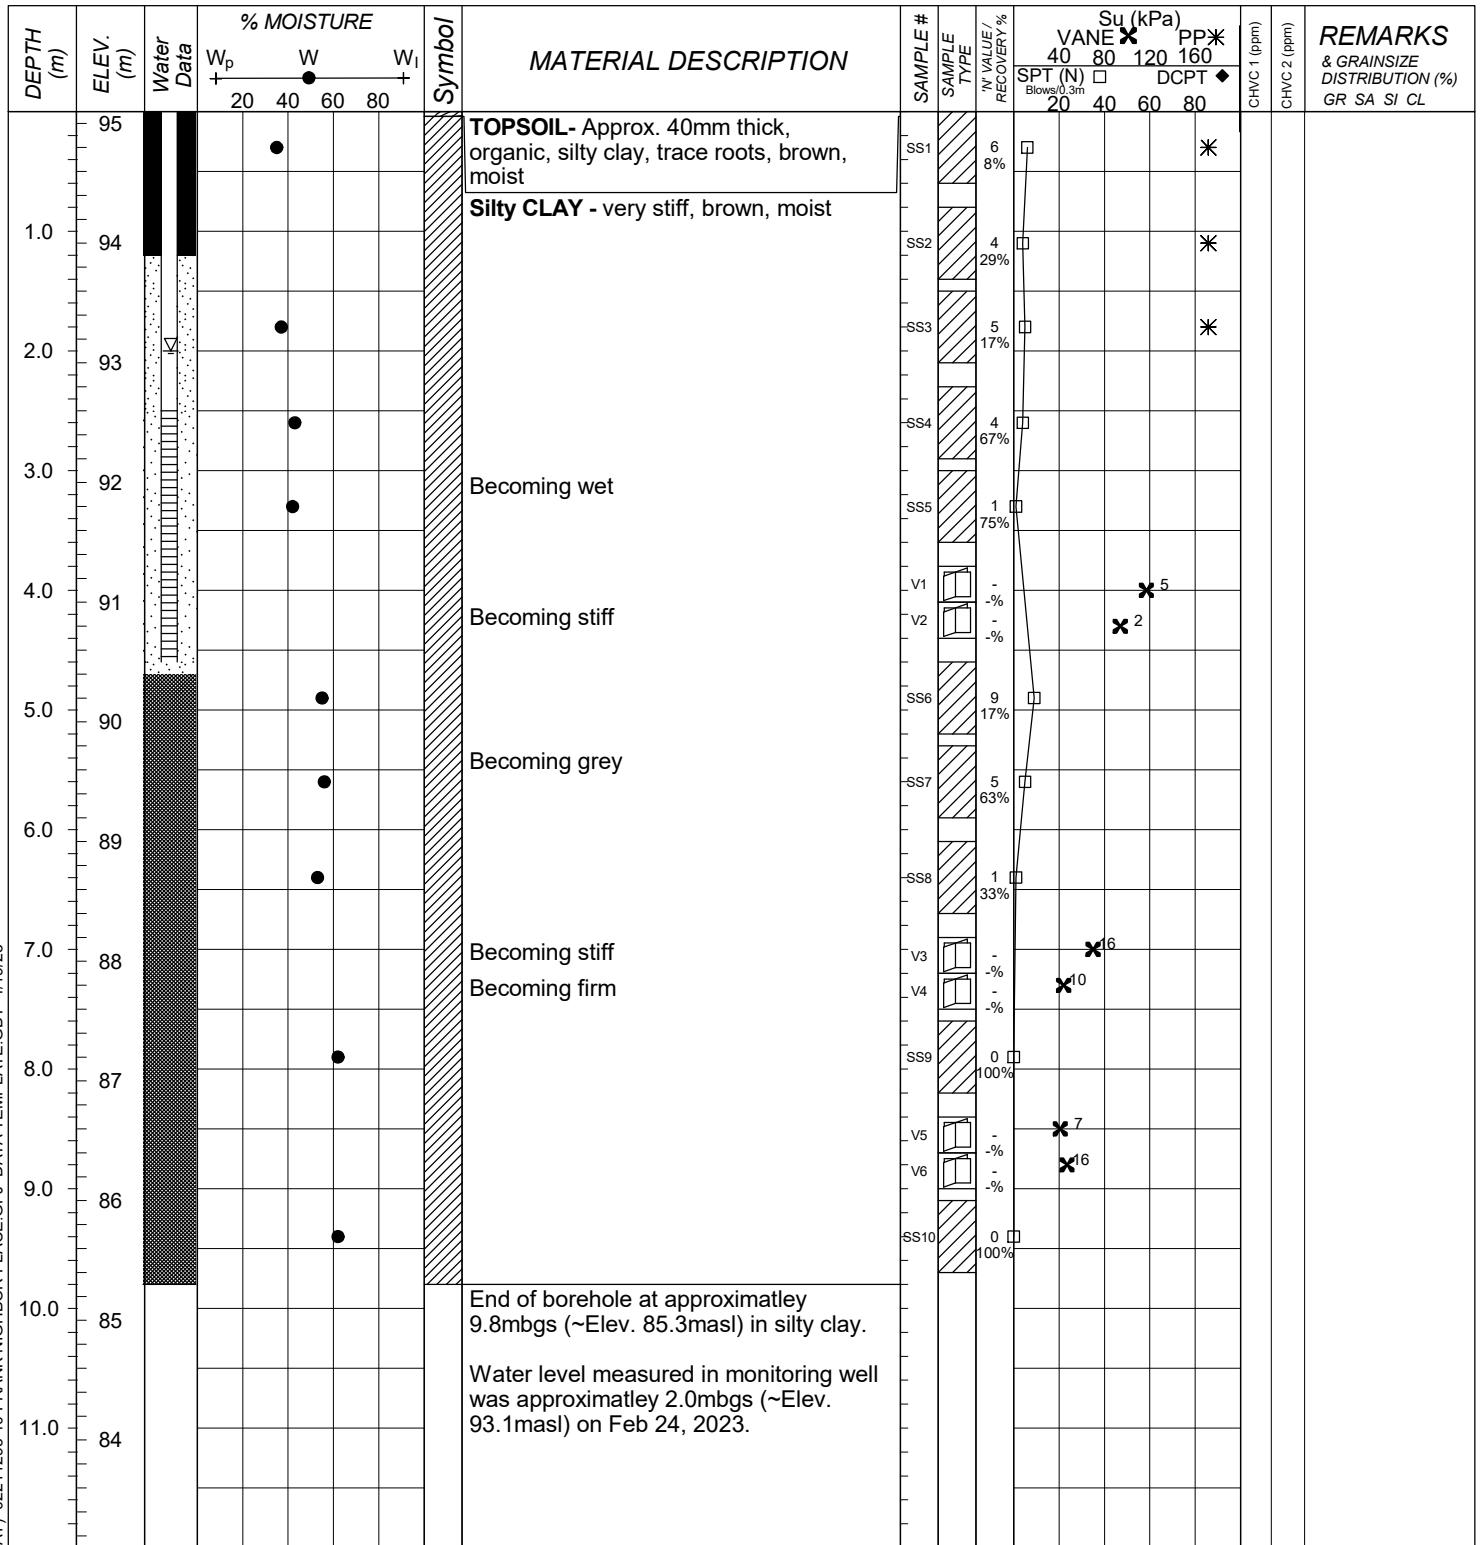 DEPTH (m)
ELEV. (m)
Water Data
% MOISTURE
Wp W Wl
20 40 60 80
Symbol
MATERIAL DESCRIPTION
SAMPLE #
SAMPLE TYPE
'N' VALUE / RECOVERY %
Su (kPa)
VANE PP
40 80 120 160
SPT (N) DCPT
Blows/0.3m
20 40 60 80
CHVC 1 (ppm)
CHVC 2 (ppm)
REMARKS
& GRAINSIZE
DISTRIBUTION (%)
GR SA SI CL
95
TOPSOIL- Approx. 40mm thick,
organic, silty clay, trace roots, brown,
moist
SS1 6
8%
Silty CLAY - very stiff, brown, moist
1.0 94
SS2 4
29%
SS3 5
17%
2.0 93
SS4 4
67%
3.0 92
Becoming wet
SS5 1
75%
V1 -
-%
5
4.0 91
Becoming stiff
V2 -
-%
2
SS6 9
17%
5.0 90
Becoming grey
SS7 5
63%
6.0 89
SS8 1
33%
7.0 88
Becoming stiff
V3 -
-%
16
Becoming firm
V4 -
-%
10
SS9 0
100%
8.0 87
V5 -
-%
7
V6 -
-%
16
9.0 86
SS10 0
100%
End of borehole at approximatley
9.8mbgs (~Elev. 85.3masl) in silty clay.
10.0 85
Water level measured in monitoring well
was approximatley 2.0mbgs (~Elev.
93.1masl) on Feb 24, 2023.
11.0 84